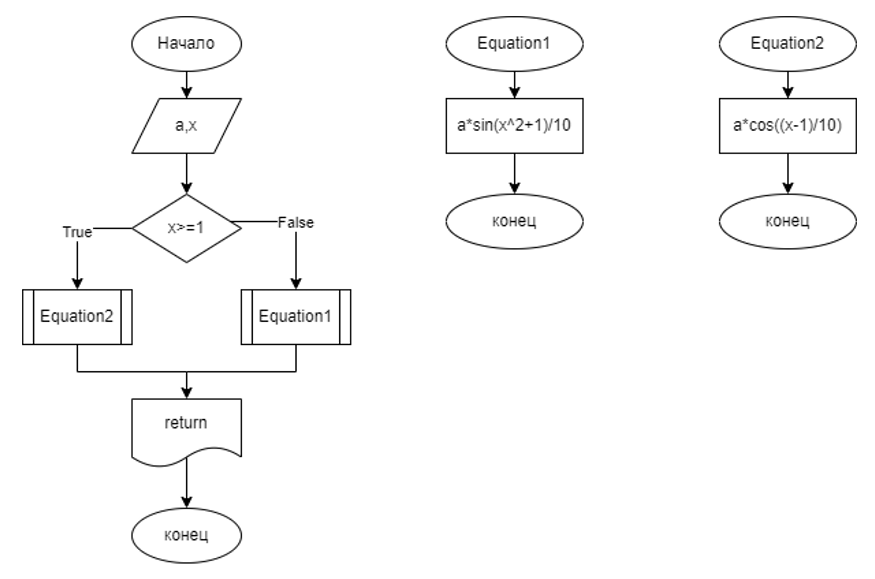 Начало
a,x
x>=1
True
False
Equation2
Equation1
return
конец
Equation1
a*sin(x^2+1)/10
конец
Equation2
a*cos((x-1)/10)
конец